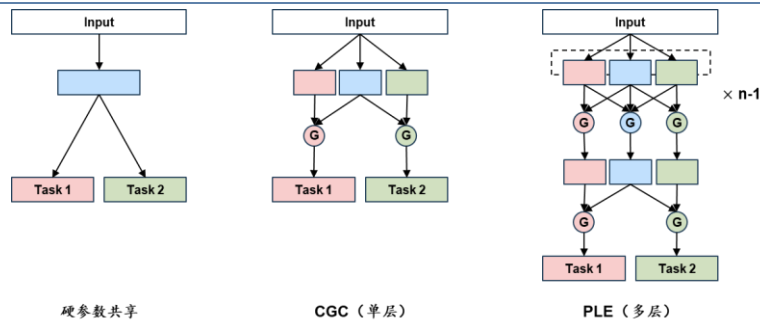 Input
Task 1
Task 2
硬参数共享
Input
G
G
Task 1
Task 2
CGC（单层）
Input
× n-1
G
G
G
G
G
Task 1
Task 2
PLE（多层）